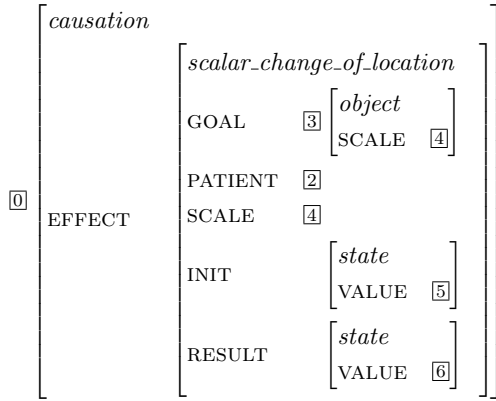 causation
scalar_change_of_location
GOAL 3 object
SCALE 4
PATIENT 2
0 EFFECT SCALE 4
INIT state
VALUE 5
RESULT state
VALUE 6